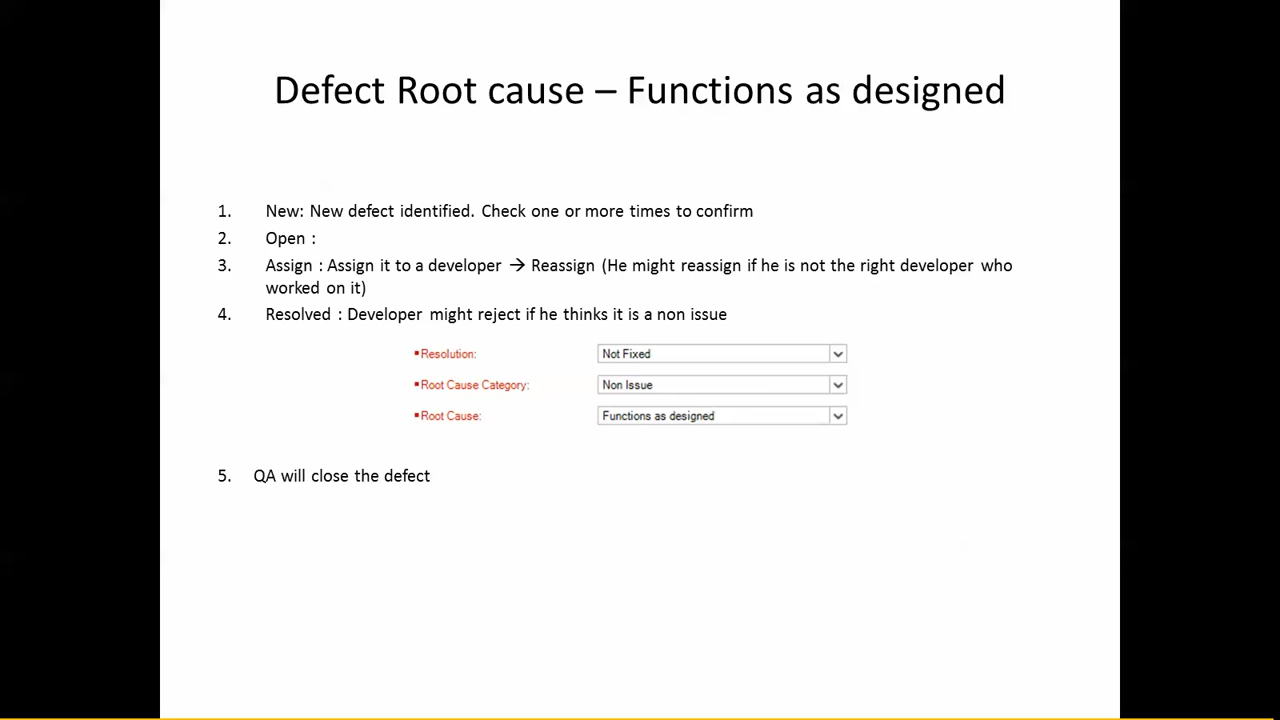 Defect Root cause – Functions as designed
1. New: New defect identified. Check one or more times to confirm
2. Open :
3. Assign : Assign it to a developer → Reassign (He might reassign if he is not the right developer who
worked on it)
4. Resolved : Developer might reject if he thinks it is a non issue
Resolution: Not Fixed
Root Cause Category: Non Issue
Root Cause: Functions as designed
5. QA will close the defect